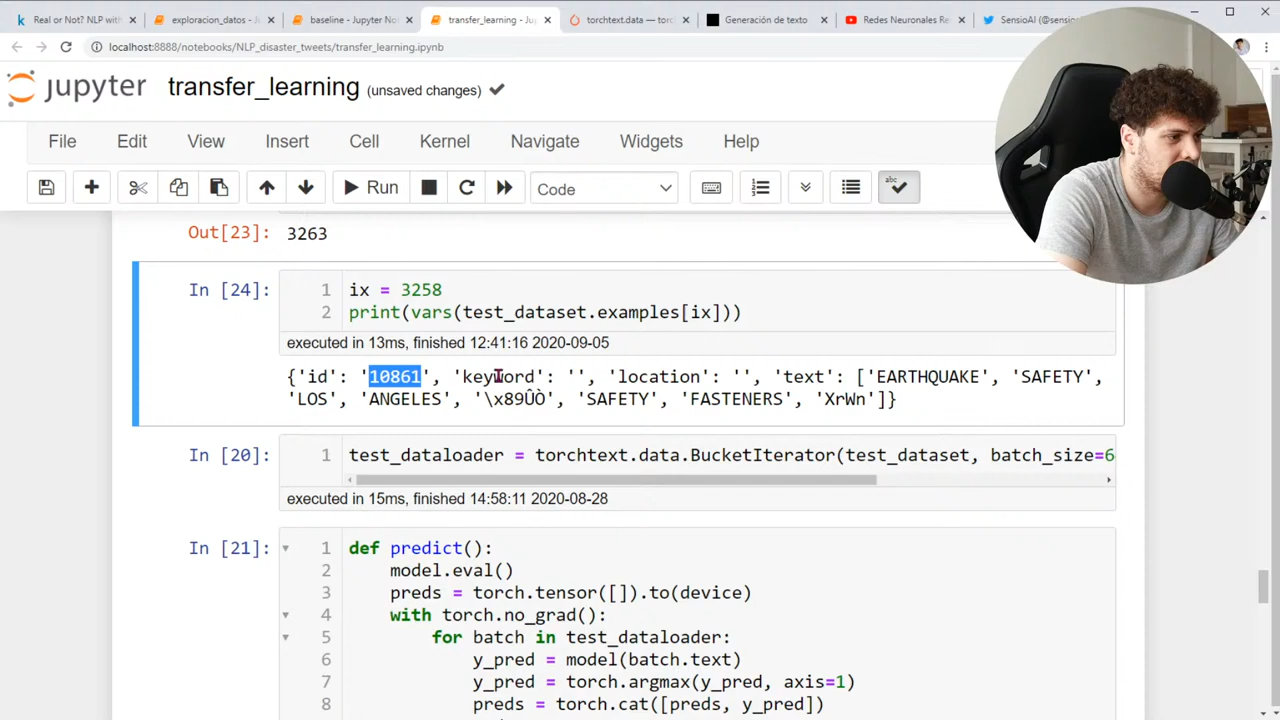 Real or Not? NLP with
exploracion_datos - J
baseline - Jupyter Not
transfer_learning - Ju
torchtext.data — torc
Generación de texto
Redes Neuronales Re
SensioAI (@sensio
localhost:8888/notebooks/NLP_disaster_tweets/transfer_learning.ipynb
jupyter transfer_learning (unsaved changes)
File Edit View Insert Cell Kernel Navigate Widgets Help
Run Code abc
Out[23]: 3263
In [24]: 1 ix = 3258
2 print(vars(test_dataset.examples[ix]))
executed in 13ms, finished 12:41:16 2020-09-05
{'id': '10861', 'keyword': '', 'location': '', 'text': ['EARTHQUAKE', 'SAFETY',
'LOS', 'ANGELES', '\x89ÛÒ', 'SAFETY', 'FASTENERS', 'XrWn']}
In [20]: 1 test_dataloader = torchtext.data.BucketIterator(test_dataset, batch_size=6
executed in 15ms, finished 14:58:11 2020-08-28
In [21]: 1 def predict():
2 model.eval()
3 preds = torch.tensor([]).to(device)
4 with torch.no_grad():
5 for batch in test_dataloader:
6 y_pred = model(batch.text)
7 y_pred = torch.argmax(y_pred, axis=1)
8 preds = torch.cat([preds, y_pred])